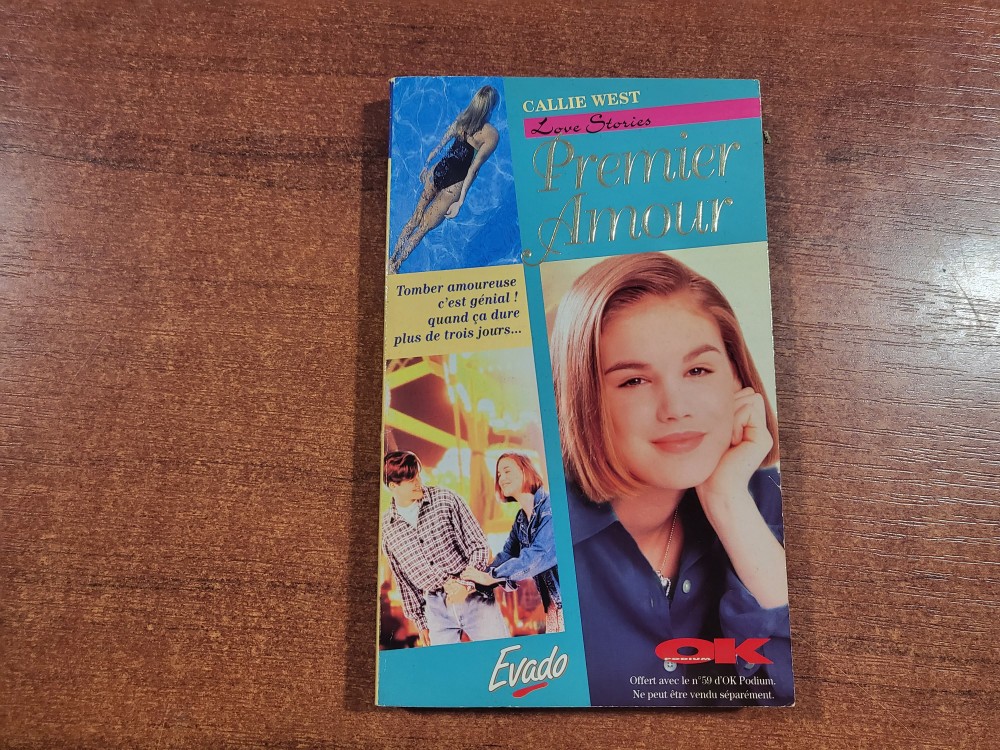 CALLIE WEST
Love Stories
Premier
Amour
Tomber amoureuse
c'est génial !
quand ça dure
plus de trois jours...
Evado
OK
PODIUM
Offert avec le n°59 d'OK Podium.
Ne peut être vendu séparément.